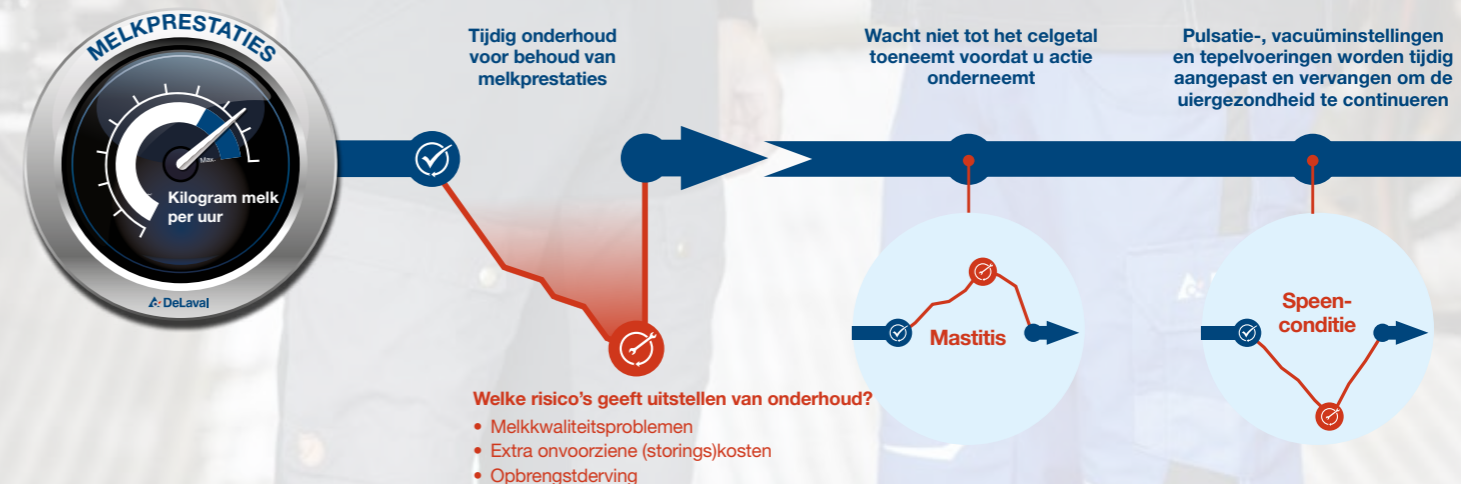 MELKPRESTATIES
Max.
Kilogram melk
per uur
DeLaval
Tijdig onderhoud
voor behoud van
melkprestaties
Welke risico's geeft uitstellen van onderhoud?
• Melkkwaliteitsproblemen
• Extra onvoorziene (storings)kosten
• Opbrengstderving
Wacht niet tot het celgetal
toeneemt voordat u actie
onderneemt
Mastitis
Pulsatie-, vacuüminstellingen
en tepelvoeringen worden tijdig
aangepast en vervangen om de
uiergezondheid te continueren
Speen-
conditie